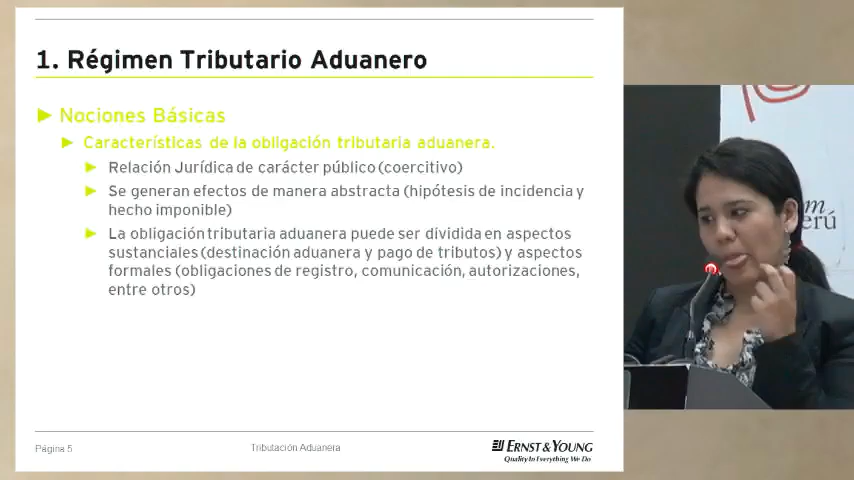 1. Régimen Tributario Aduanero
► Nociones Básicas
► Características de la obligación tributaria aduanera.
► Relación Jurídica de carácter público (coercitivo)
► Se generan efectos de manera abstracta (hipótesis de incidencia y
hecho imponible)
► La obligación tributaria aduanera puede ser dívidida en aspectos
sustanciales (destinación aduanera y pago de tributos) y aspectos
formales (obligaciones de registro, comunicación, autorizaciones,
entre otros)
Página 5
Tributación Aduanera
ERNST & YOUNG
Quality In Everything We Do